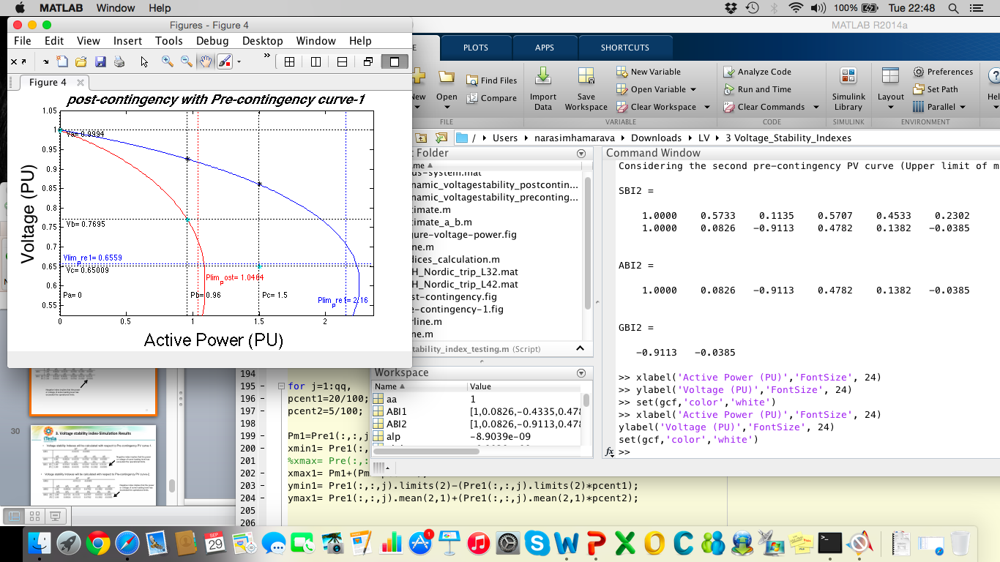 MATLAB Window Help
100% Tue 22:48
Figures - Figure 4
File Edit View Insert Tools Debug Desktop Window Help
Figure 4
post-contingency with Pre-contingency curve-1
1.05
1
0.95
0.9
0.85
0.8
0.75
0.7
0.65
0.6
0.55
Voltage (PU)
Ya= 0.9994
Yb= 0.7695
Vlim_pre1= 0.6559
Yc= 0.65009
Plim_post= 1.0464
Pa= 0
Pb= 0.96
Pc= 1.5
Plim_pre1= 2.16
0 0.5 1 1.5 2
Active Power (PU)
MATLAB R2014a
PLOTS APPS SHORTCUTS
Open
Find Files
Compare
Import Data
Save Workspace
New Variable
Open Variable
Clear Workspace
Analyze Code
Run and Time
Clear Commands
Simulink Library
Layout
Preferences
Set Path
Parallel
FILE VARIABLE CODE SIMULINK ENVIRONMENT
/ Users narasimhamarava Downloads LV 3 Voltage_Stability_Indexes
t Folder
me
us-system.mat
namic_voltagestability_postcontin...
namic_voltagestability_preconting...
timate.m
timate_a_b.m
gure-voltage-power.fig
ine.m
dices_calculation.m
H_Nordic_trip_L32.mat
H_Nordic_trip_L42.mat
st-contingency.fig
e-contingency-1.fig
rline.m
ne.m
tability_index_testing.m (Script)
Workspace
Name Value
aa 1
ABI1 [1,0.0826,-0.4335,0.478
ABI2 [1,0.0826,-0.9113,0.478
alp -8.9039e-09
Command Window
Considering the second pre-contingency PV curve (Upper limit of m
SBI2 =
1.0000 0.5733 0.1135 0.5707 0.4533 0.2302
1.0000 0.0826 -0.9113 0.4782 0.1382 -0.0385
ABI2 =
1.0000 0.0826 -0.9113 0.4782 0.1382 -0.0385
GBI2 =
-0.9113 -0.0385
>> xlabel('Active Power (PU)','FontSize', 24)
>> ylabel('Voltage (PU)','FontSize', 24)
>> set(gcf,'color','white')
>> xlabel('Active Power (PU)','FontSize', 24)
ylabel('Voltage (PU)','FontSize', 24)
set(gcf,'color','white')
fx >>
194
195 - for j=1:qq,
196 - pcent1=20/100;
197 - pcent2=5/100;
198
199 - Pm1=Pre1(:,:,j
200 - xmin1= Pre1(:,
201 %xmax= Pre(:,:
202 - xmax1= Pm1+(Pm
203 - ymin1= Pre1(:,:,j).limits(2)-(Pre1(:,:,j).limits(2)*pcent1);
204 - ymax1= Pre1(:,:,j).mean(2,1)+(Pre1(:,:,j).mean(2,1)*pcent2);
205
206
30
3. Voltage stability index-Simulation Results
SEP
29
1